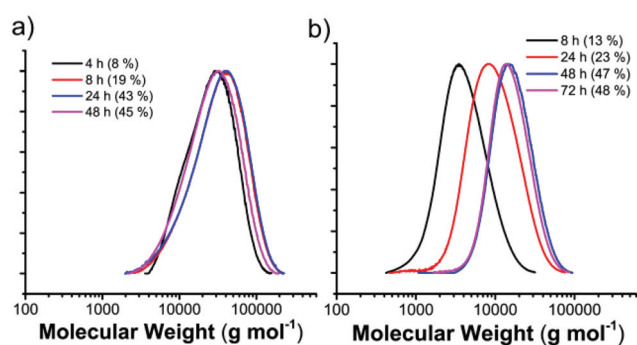 a)
4 h (8 %)
8 h (19 %)
24 h (43 %)
48 h (45 %)
100 1000 10000 100000
Molecular Weight (g mol⁻¹)
b)
8 h (13 %)
24 h (23 %)
48 h (47 %)
72 h (48 %)
100 1000 10000 100000
Molecular Weight (g mol⁻¹)